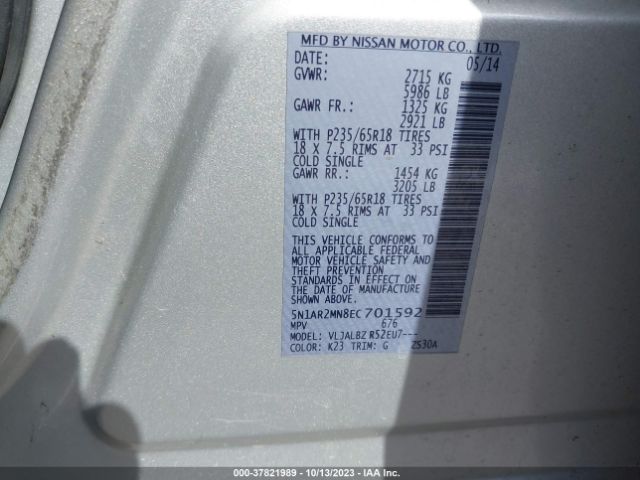 MFD BY NISSAN MOTOR CO., LTD.
DATE: 05/14
GVWR: 2715 KG
5986 LB
GAWR FR.: 1325 KG
2921 LB
WITH P235/65R18 TIRES
18 X 7.5 RIMS AT 33 PSI
COLD SINGLE
GAWR RR.: 1454 KG
3205 LB
WITH P235/65R18 TIRES
18 X 7.5 RIMS AT 33 PSI
COLD SINGLE
THIS VEHICLE CONFORMS TO
ALL APPLICABLE FEDERAL
MOTOR VEHICLE SAFETY AND
THEFT PREVENTION
STANDARDS IN EFFECT ON
THE DATE OF MANUFACTURE
SHOWN ABOVE.
5N1AR2MN8EC 701592
MPV 676
MODEL: VLJALBZ R52EU7---
COLOR: K23 TRIM: G ZS30A
000-37821989 - 10/13/2023 - IAA Inc.